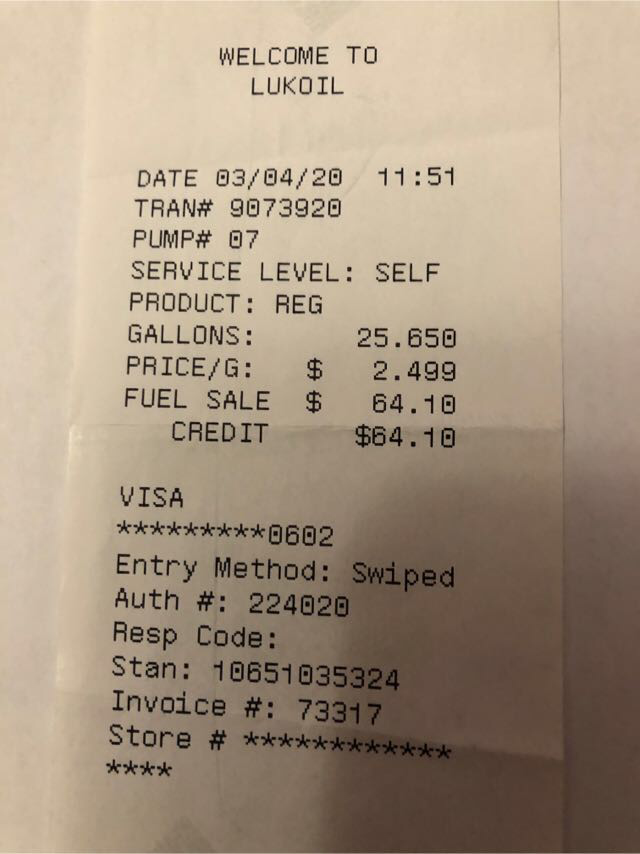 WELCOME TO
LUKOIL
DATE 03/04/20 11:51
TRAN# 9073920
PUMP# 07
SERVICE LEVEL: SELF
PRODUCT: REG
GALLONS: 25.650
PRICE/G: $ 2.499
FUEL SALE $ 64.10
CREDIT $64.10
VISA
*********0602
Entry Method: Swiped
Auth #: 224020
Resp Code:
Stan: 10651035324
Invoice #: 73317
Store # ************
****